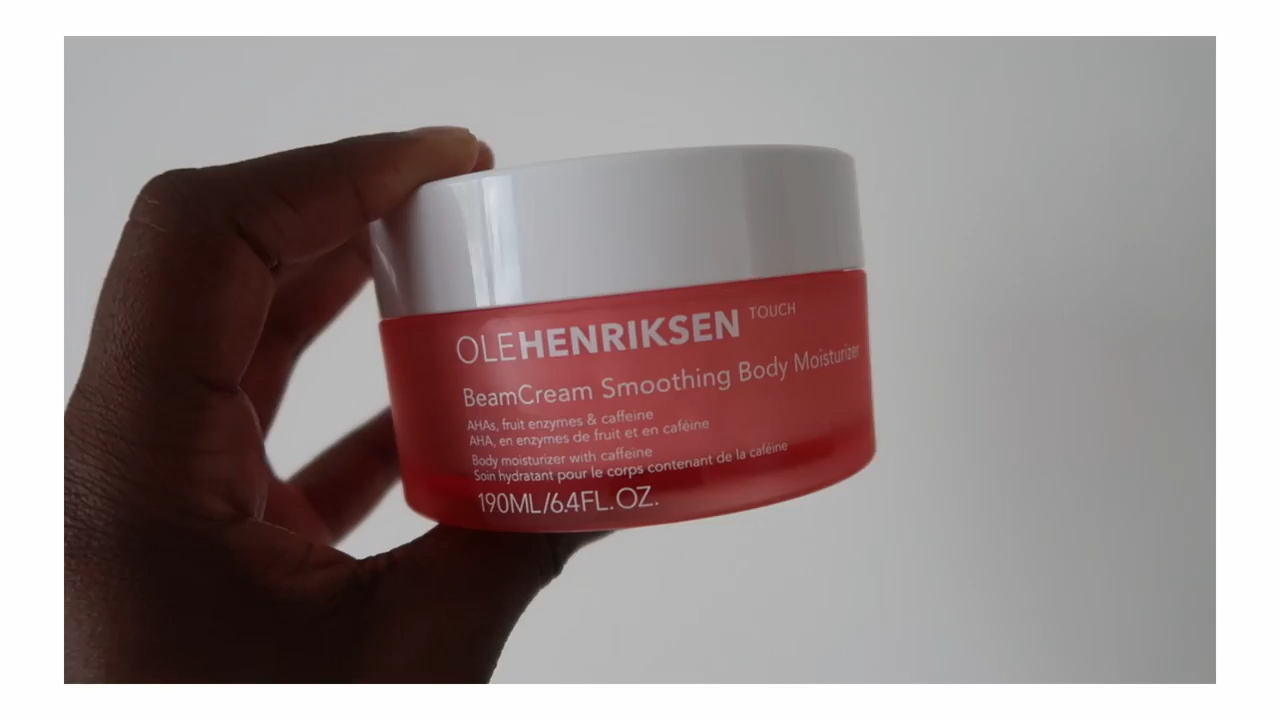 OLEHENRIKSEN TOUCH
BeamCream Smoothing Body Moisturizer
AHAs, fruit enzymes & caffeine
AHA, en enzymes de fruit et en caféine
Body moisturizer with caffeine
Soin hydratant pour le corps contenant de la caféine
190ML/6.4FL.OZ.